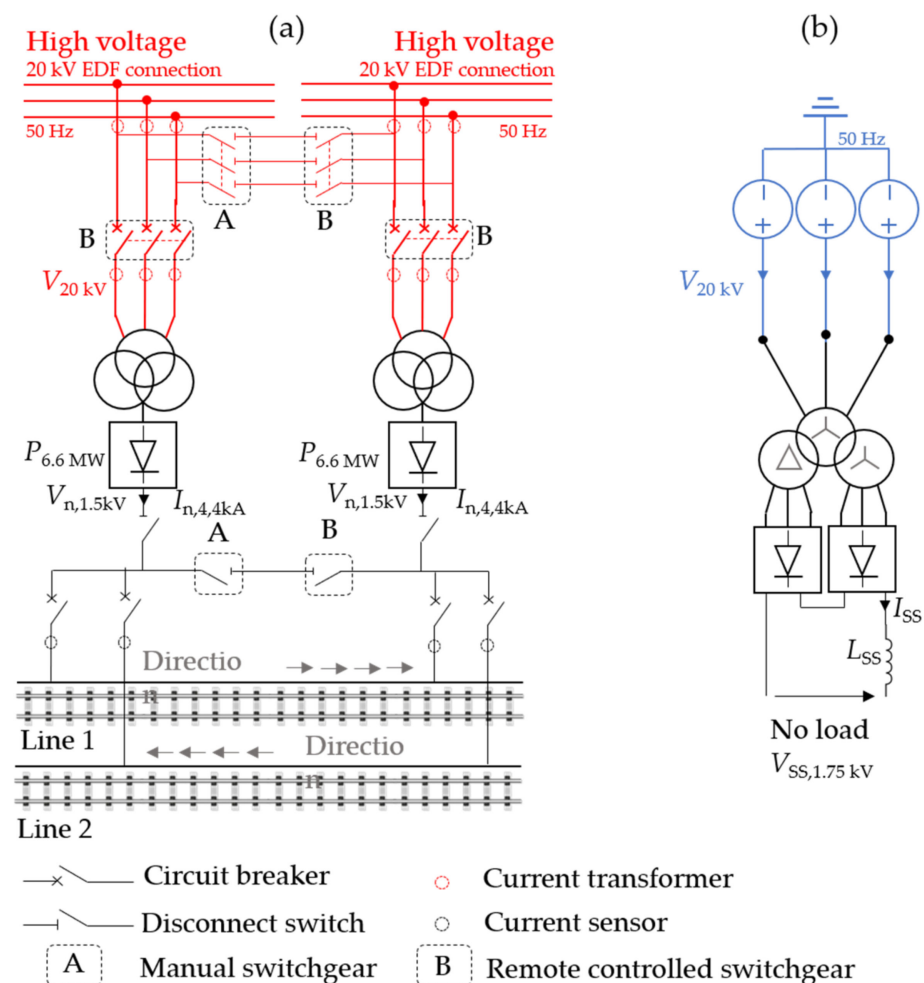 (a)
High voltage
20 kV EDF connection
50 Hz
High voltage
20 kV EDF connection
50 Hz
A
B
B
B
V20 kV
P6.6 MW
Vn,1.5kV
In,4,4kA
P6.6 MW
Vn,1.5kV
In,4,4kA
A
B
Directio
n
Line 1
Directio
n
Line 2
(b)
50 Hz
V20 kV
ISS
LSS
No load
VSS,1.75 kV
Circuit breaker
Current transformer
Disconnect switch
Current sensor
A
Manual switchgear
B
Remote controlled switchgear